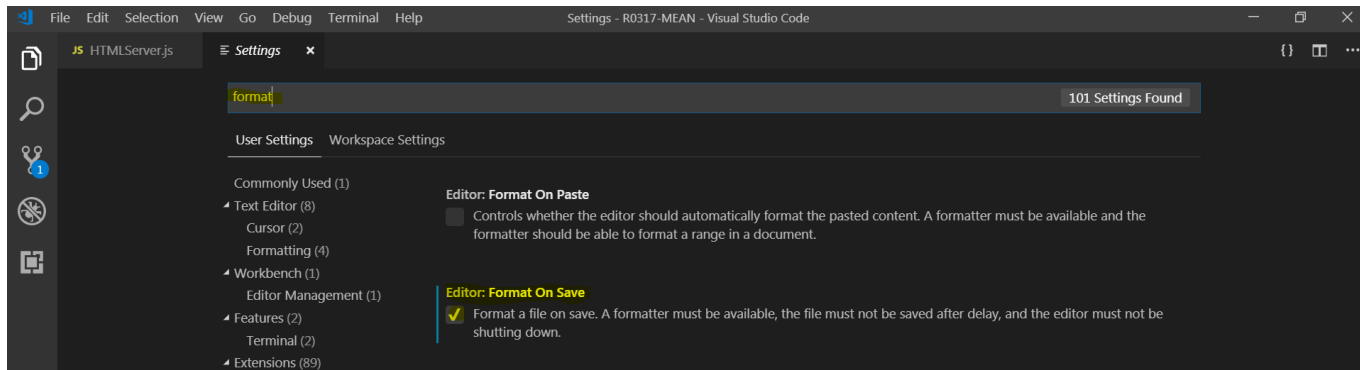 File Edit Selection View Go Debug Terminal Help Settings - R0317-MEAN - Visual Studio Code
JS HTMLServer.js Settings
format 101 Settings Found
User Settings Workspace Settings
Commonly Used (1)
Text Editor (8)
Cursor (2)
Formatting (4)
Workbench (1)
Editor Management (1)
Features (2)
Terminal (2)
Extensions (89)
Editor: Format On Paste
Controls whether the editor should automatically format the pasted content. A formatter must be available and the
formatter should be able to format a range in a document.
Editor: Format On Save
Format a file on save. A formatter must be available, the file must not be saved after delay, and the editor must not be
shutting down.
1